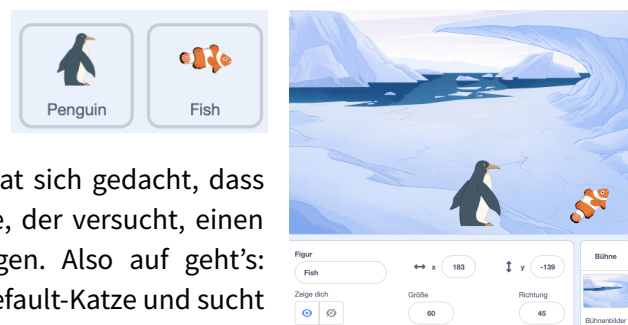 Penguin
Fish
at sich gedacht, dass
e, der versucht, einen
gen. Also auf geht's:
efault-Katze und sucht
Figur
Fish
x 183
y -139
Zeige dich
Größe
60
Richtung
45
Bühne
Bühnenbilder